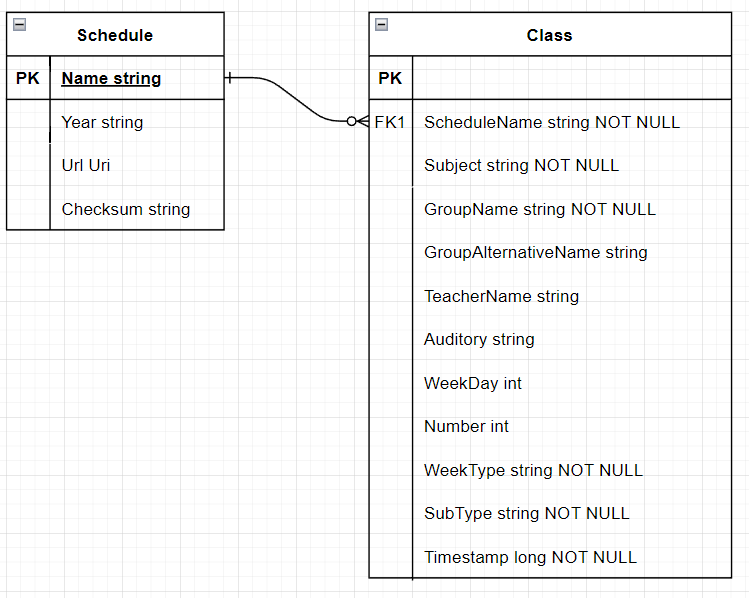 Schedule
PK Name string
Year string
Url Uri
Checksum string
Class
PK
FK1 ScheduleName string NOT NULL
Subject string NOT NULL
GroupName string NOT NULL
GroupAlternativeName string
TeacherName string
Auditory string
WeekDay int
Number int
WeekType string NOT NULL
SubType string NOT NULL
Timestamp long NOT NULL